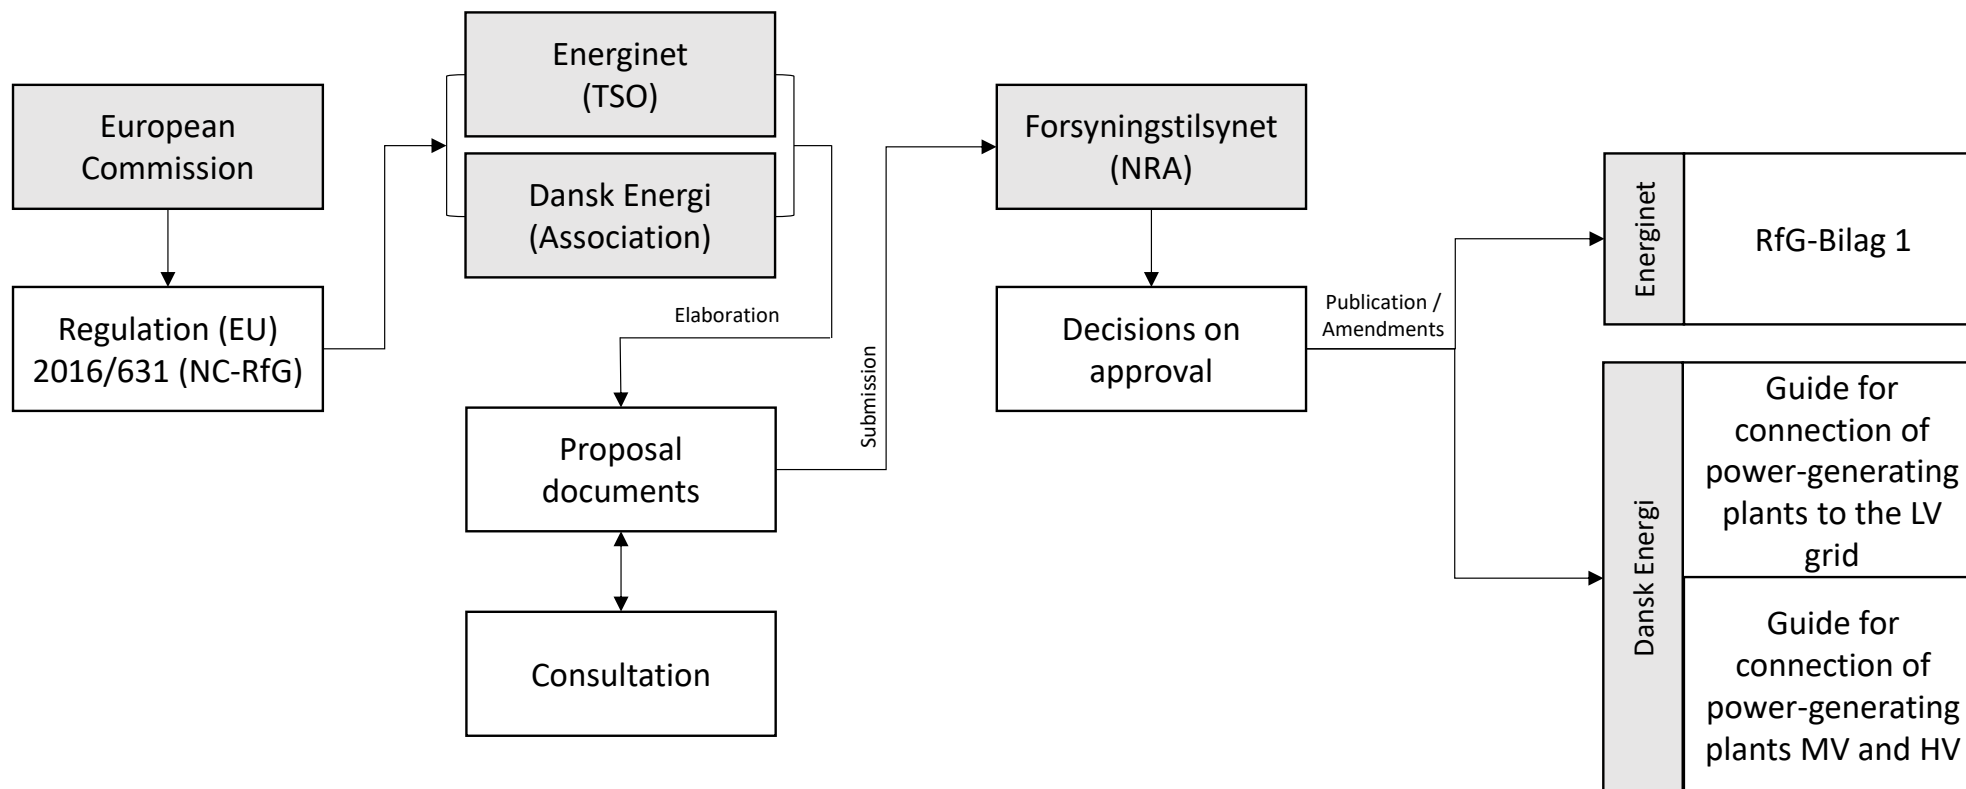 European
Commission
Regulation (EU)
2016/631 (NC-RfG)
Energinet
(TSO)
Dansk Energi
(Association)
Elaboration
Proposal
documents
Consultation
Submission
Forsyningstilsynet
(NRA)
Decisions on
approval
Publication /
Amendments
Energinet
RfG-Bilag 1
Dansk Energi
Guide for
connection of
power-generating
plants to the LV
grid
Guide for
connection of
power-generating
plants MV and HV